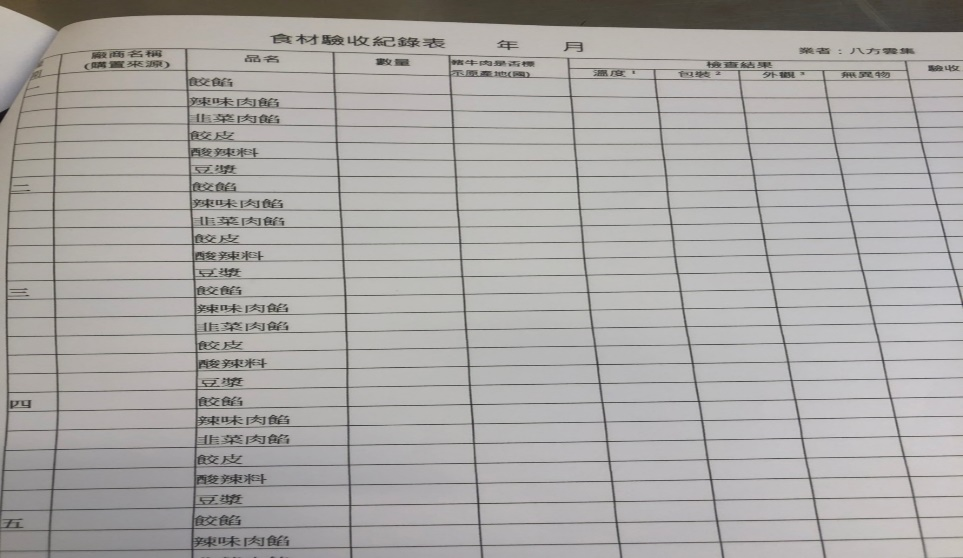 食材驗收紀錄表 年 月
業者：八方雲集
廠商名稱 (購買來源) 品名 數量 豬牛肉是否標示原產地(國) 檢查結果 驗收
溫度¹ 包裝² 外觀³ 無異物
一 餃餡
辣味肉餡
韭菜肉餡
餃皮
酸辣料
豆漿
二 餃餡
辣味肉餡
韭菜肉餡
餃皮
酸辣料
豆漿
三 餃餡
辣味肉餡
韭菜肉餡
餃皮
酸辣料
豆漿
四 餃餡
辣味肉餡
韭菜肉餡
餃皮
酸辣料
豆漿
五 餃餡
辣味肉餡